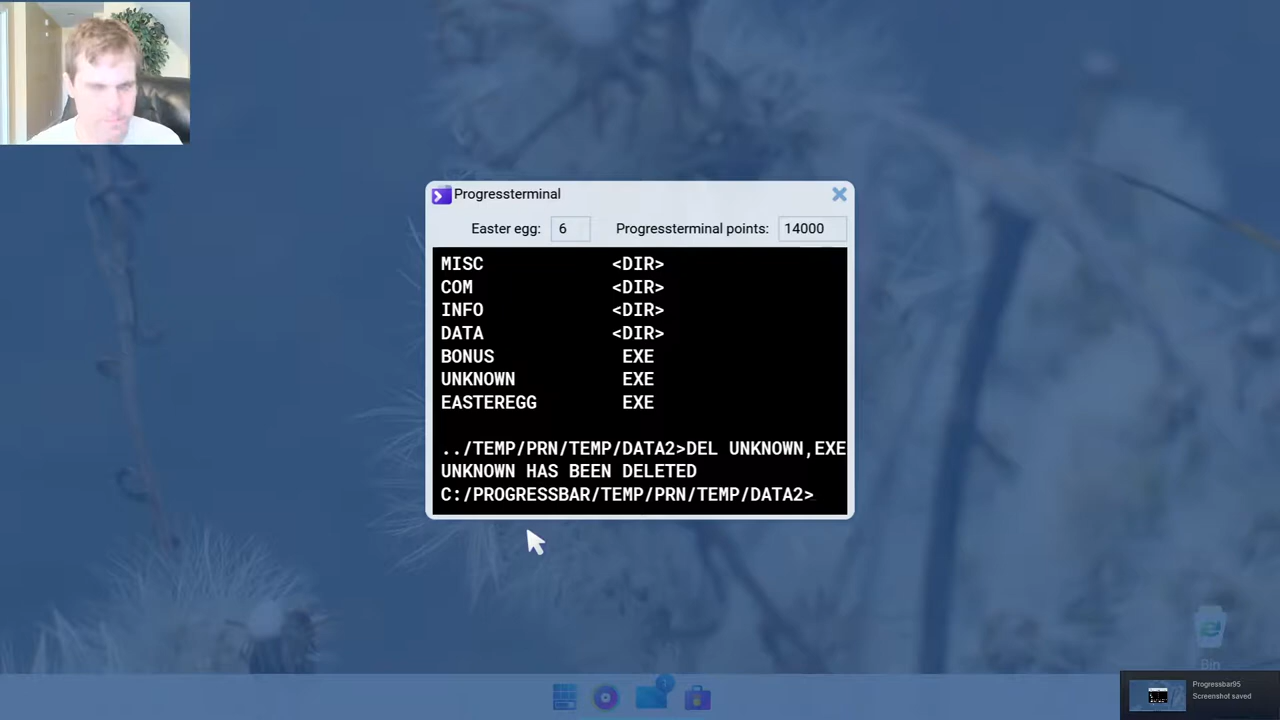 Progressterminal
Easter egg: 6 Progressterminal points: 14000
MISC <DIR>
COM <DIR>
INFO <DIR>
DATA <DIR>
BONUS EXE
UNKNOWN EXE
EASTEREGG EXE
../TEMP/PRN/TEMP/DATA2>DEL UNKNOWN,EXE
UNKNOWN HAS BEEN DELETED
C:/PROGRESSBAR/TEMP/PRN/TEMP/DATA2>
Bin
1
Progressbar95
Screenshot saved